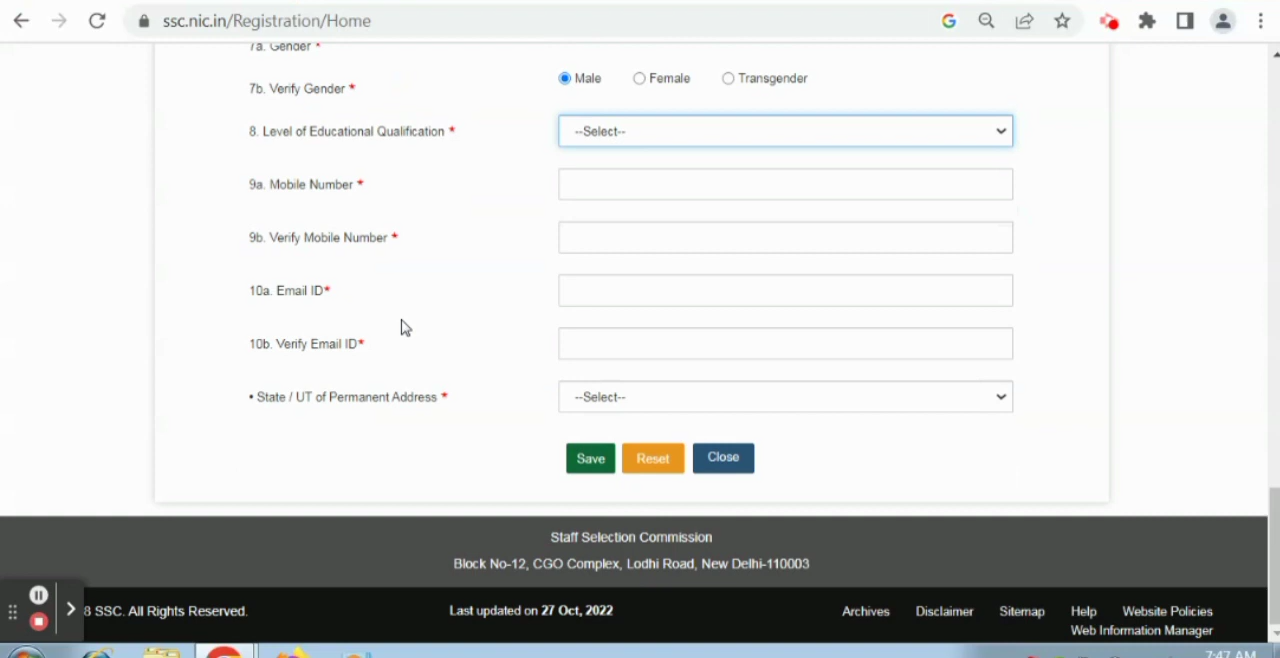 ssc.nic.in/Registration/Home
7a. Gender *
7b. Verify Gender * Male Female Transgender
8. Level of Educational Qualification * --Select--
9a. Mobile Number *
9b. Verify Mobile Number *
10a. Email ID*
10b. Verify Email ID*
• State / UT of Permanent Address * --Select--
Save Reset Close
Staff Selection Commission
Block No-12, CGO Complex, Lodhi Road, New Delhi-110003
8 SSC. All Rights Reserved. Last updated on 27 Oct, 2022 Archives Disclaimer Sitemap Help Website Policies
Web Information Manager
7:47 AM